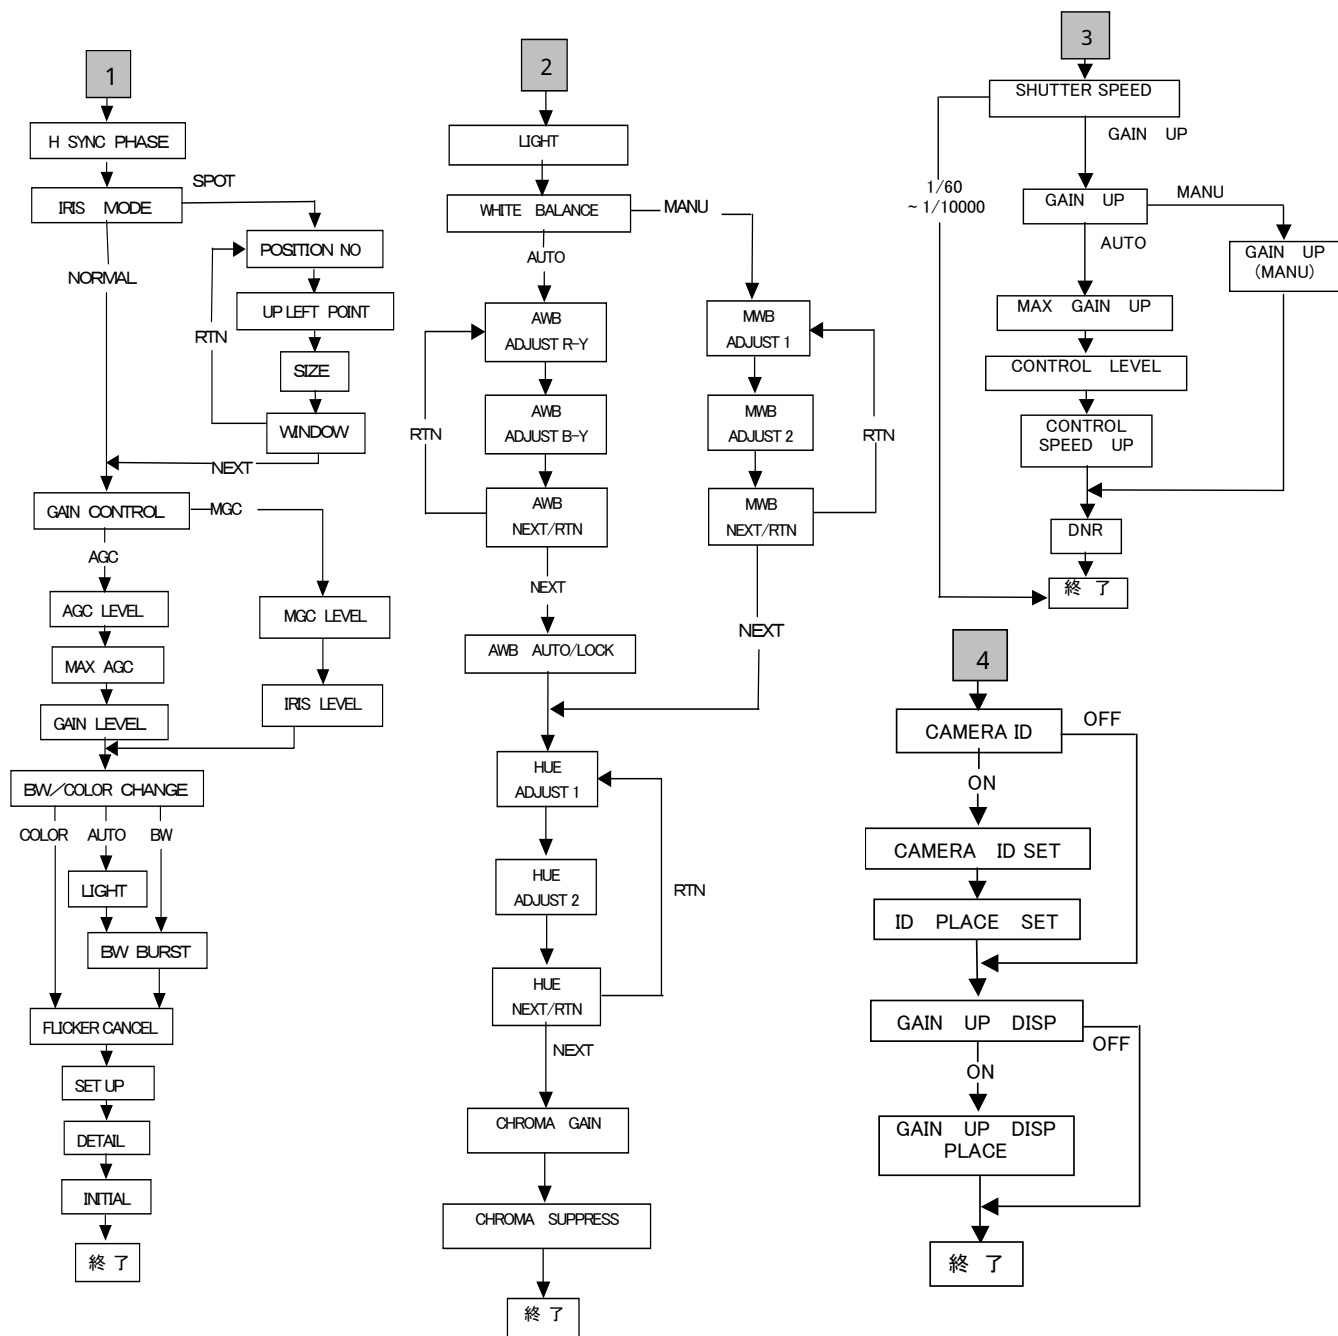 1
H SYNC PHASE
SPOT
IRIS MODE
POSITION NO
NORMAL
UP LEFT POINT
RTN
SIZE
WINDOW
NEXT
GAIN CONTROL
MGC
AGC
AGC LEVEL
MGC LEVEL
MAX AGC
IRIS LEVEL
GAIN LEVEL
BW/COLOR CHANGE
COLOR AUTO BW
LIGHT
BW BURST
FLICKER CANCEL
SET UP
DETAIL
INITIAL
終了
2
LIGHT
WHITE BALANCE
MANU
AUTO
AWB
ADJUST R-Y
MWB
ADJUST 1
AWB
ADJUST B-Y
MWB
ADJUST 2
RTN
RTN
AWB
NEXT/RTN
MWB
NEXT/RTN
NEXT
NEXT
AWB AUTO/LOCK
HUE
ADJUST 1
HUE
ADJUST 2
RTN
HUE
NEXT/RTN
NEXT
CHROMA GAIN
CHROMA SUPPRESS
終了
3
SHUTTER SPEED
GAIN UP
1/60
~ 1/10000
GAIN UP
MANU
AUTO
GAIN UP
(MANU)
MAX GAIN UP
CONTROL LEVEL
CONTROL
SPEED UP
DNR
終了
4
CAMERA ID
OFF
ON
CAMERA ID SET
ID PLACE SET
GAIN UP DISP
OFF
ON
GAIN UP DISP
PLACE
終了